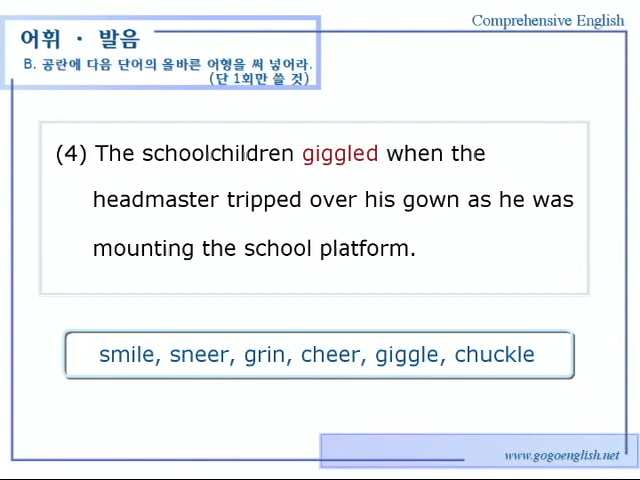 Comprehensive English
어휘 · 발음
B. 공란에 다음 단어의 올바른 어형을 써 넣어라.
(단 1회만 쓸 것)
(4) The schoolchildren giggled when the
headmaster tripped over his gown as he was
mounting the school platform.
smile, sneer, grin, cheer, giggle, chuckle
www.gogoenglish.net